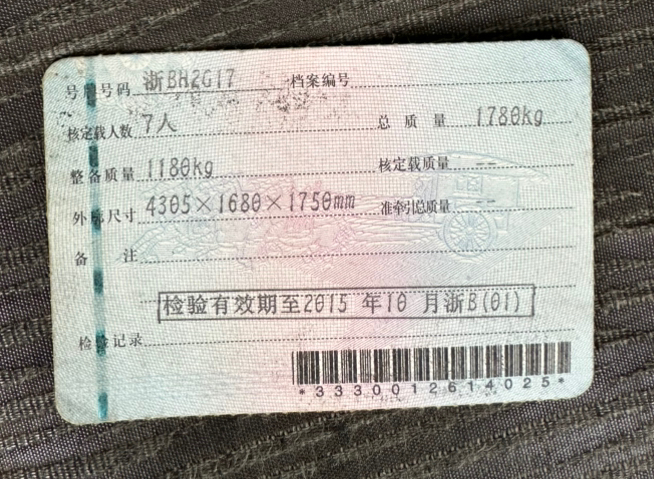 号牌号码 浙BH2G17 档案编号
核定载人数 7人 总质量 1780kg
整备质量 1180kg 核定载质量 --
外廓尺寸 4305×1680×1750mm 准牵引总质量 --
备注
检验有效期至2015 年10 月浙B(01)
检验记录
*3330012614025*